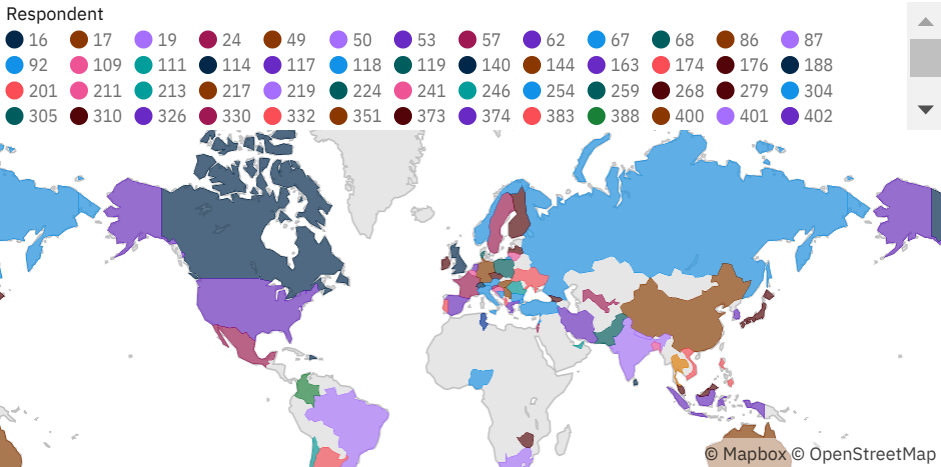 Respondent
16 17 19 24 49 50 53 57 62 67 68 86 87
92 109 111 114 117 118 119 140 144 163 174 176 188
201 211 213 217 219 224 241 246 254 259 268 279 304
305 310 326 330 332 351 373 374 383 388 400 401 402
© Mapbox © OpenStreetMap